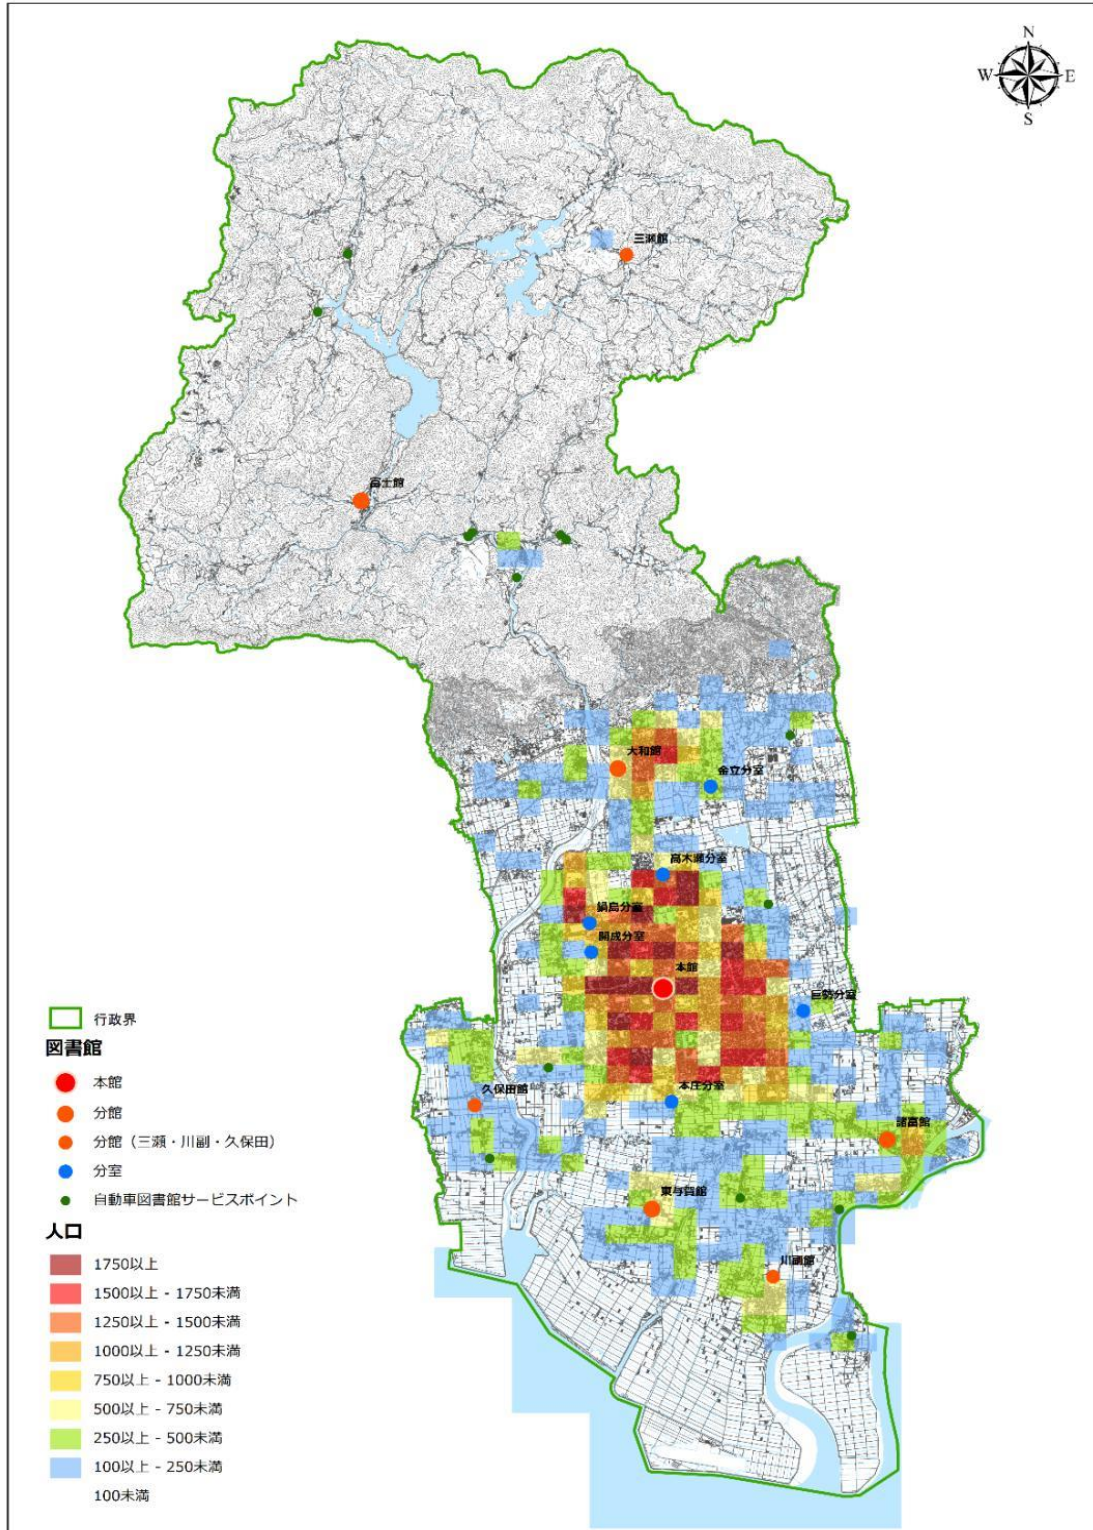 N
W
E
S
三瀬館
富士館
大和館
金立分室
高木瀬分室
鍋島分室
開成分室
本館
巨勢分室
本庄分室
久保田館
諸富館
東与賀館
川副館
行政界
図書館
本館
分館
分館(三瀬・川副・久保田)
分室
自動車図書館サービスポイント
人口
1750以上
1500以上 - 1750未満
1250以上 - 1500未満
1000以上 - 1250未満
750以上 - 1000未満
500以上 - 750未満
250以上 - 500未満
100以上 - 250未満
100未満